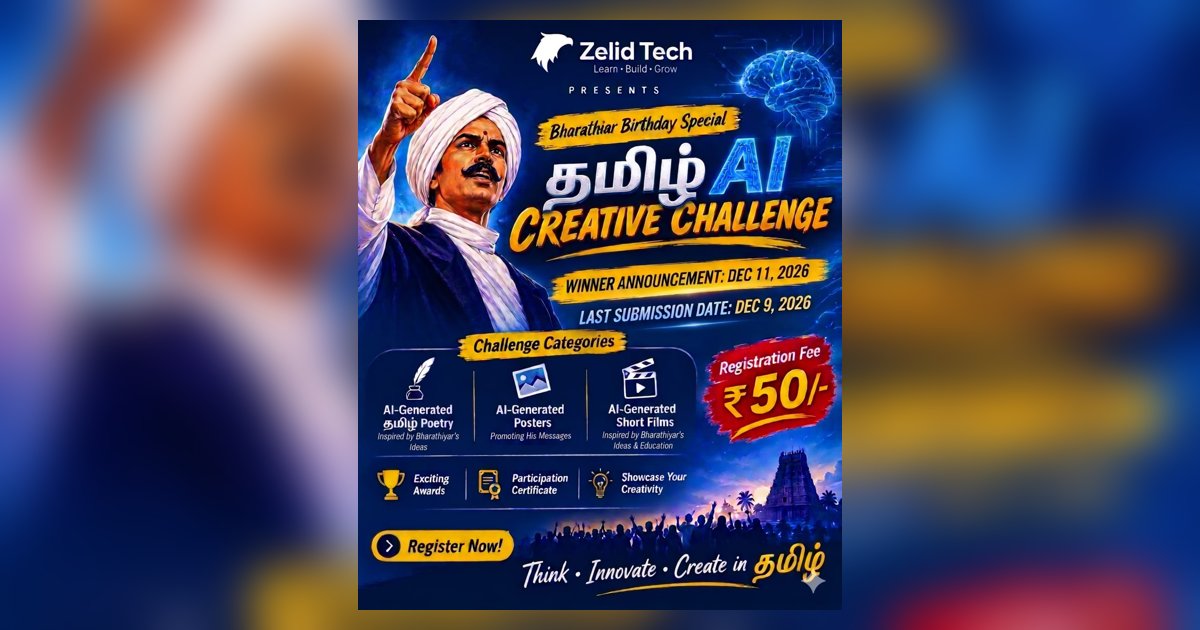 Zelid Tech
Learn • Build • Grow
PRESENTS
Bharathiar Birthday Special
தமிழ் AI
CREATIVE CHALLENGE
WINNER ANNOUNCEMENT: DEC 11, 2026
LAST SUBMISSION DATE: DEC 9, 2026
Challenge Categories
AI-Generated
தமிழ் Poetry
Inspired by Bharathiyar's
Ideas
AI-Generated
Posters
Promoting His Messages
AI-Generated
Short Films
Inspired by Bharathiyar's
Ideas & Education
Registration Fee
₹50/-
Exciting
Awards
Participation
Certificate
Showcase Your
Creativity
Register Now!
Think • Innovate • Create in தமிழ்